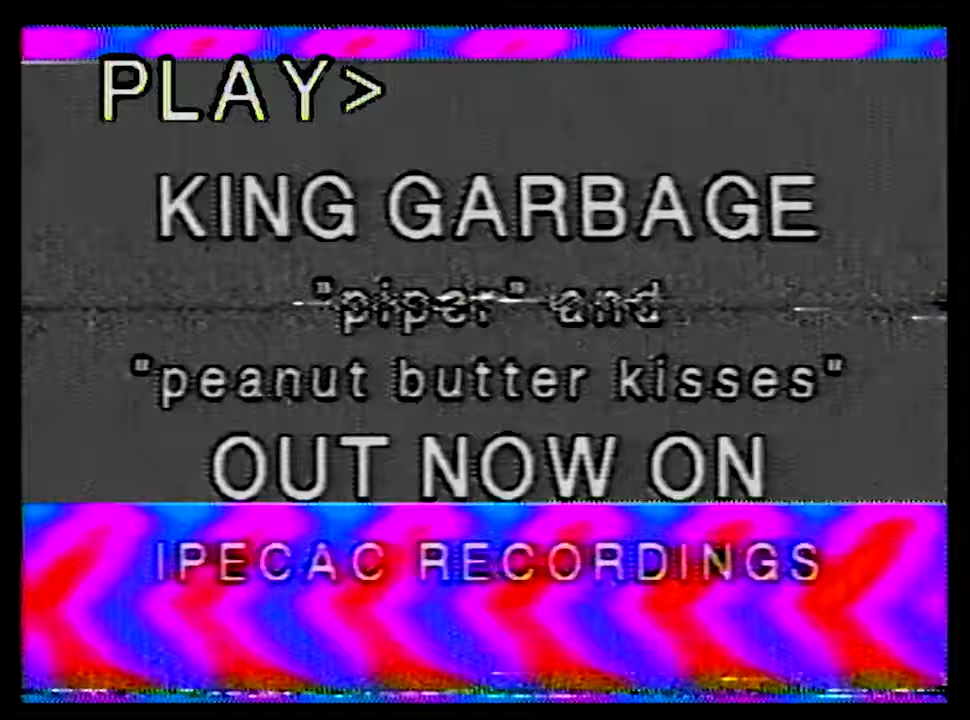 PLAY>
KING GARBAGE
"piper" and
"peanut butter kisses"
OUT NOW ON
IPECAC RECORDINGS